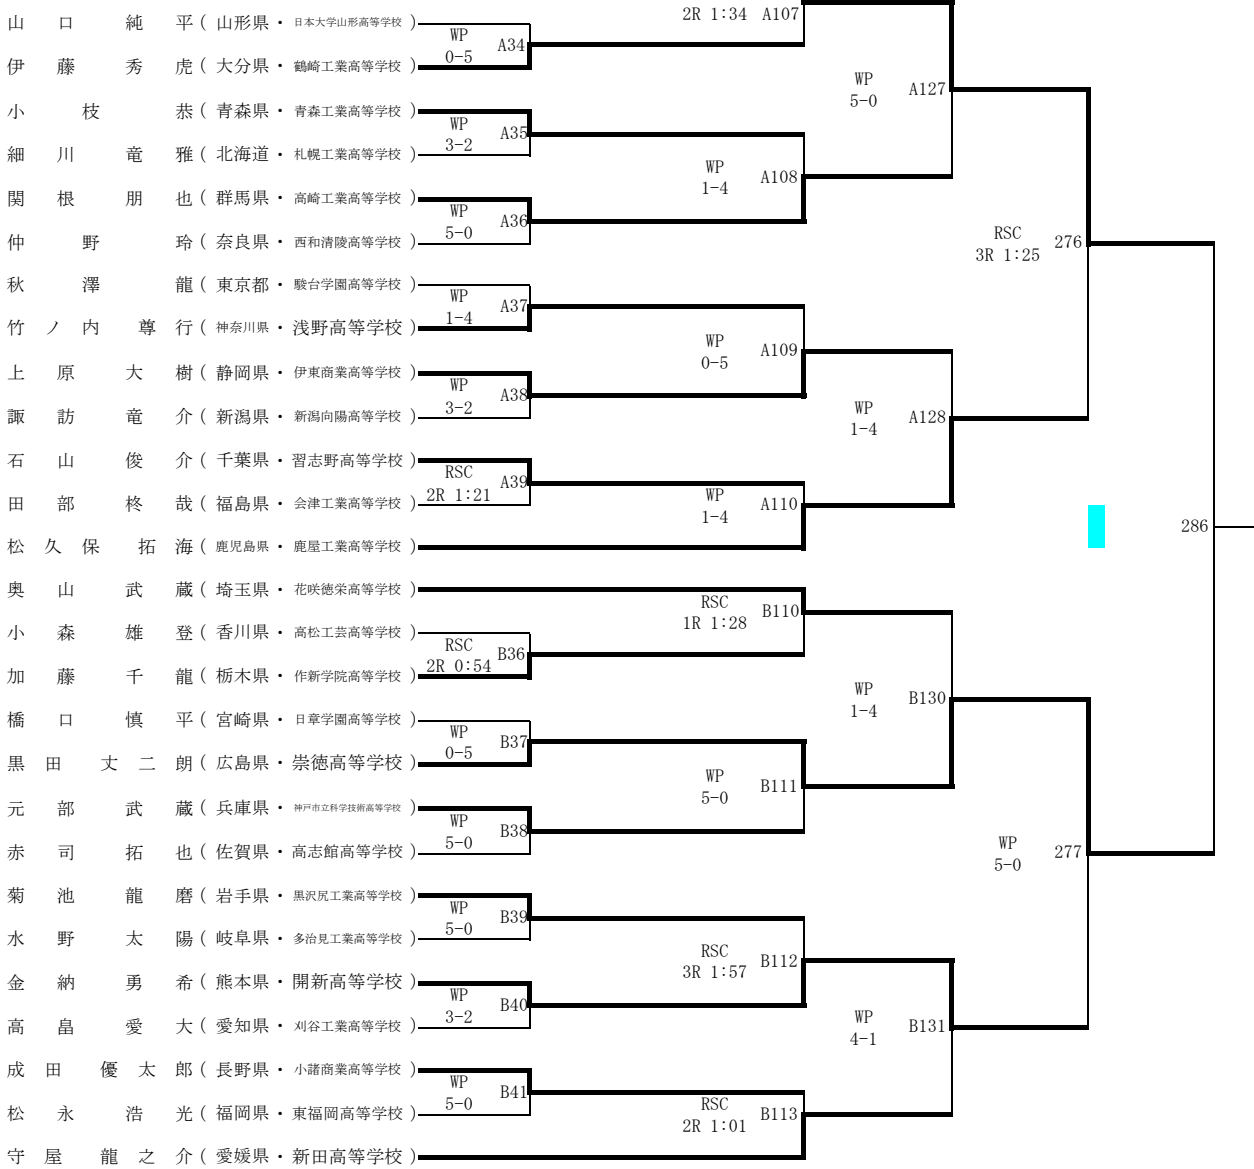 2R 1:34 A107
山口 純平 ( 山形県 ・ 日本大学山形高等学校 )
WP 0-5 A34
伊藤 秀虎 ( 大分県 ・ 鶴崎工業高等学校 )
WP 5-0 A127
小枝 恭 ( 青森県 ・ 青森工業高等学校 )
WP 3-2 A35
細川 竜雅 ( 北海道 ・ 札幌工業高等学校 )
WP 1-4 A108
関根 朋也 ( 群馬県 ・ 高崎工業高等学校 )
WP 5-0 A36
仲野 玲 ( 奈良県 ・ 西和清陵高等学校 )
RSC 3R 1:25 276
秋澤 龍 ( 東京都 ・ 駿台学園高等学校 )
WP 1-4 A37
竹ノ内 尊行 ( 神奈川県 ・ 浅野高等学校 )
WP 0-5 A109
上原 大樹 ( 静岡県 ・ 伊東商業高等学校 )
WP 3-2 A38
諏訪 竜介 ( 新潟県 ・ 新潟向陽高等学校 )
WP 1-4 A128
石山 俊介 ( 千葉県 ・ 習志野高等学校 )
RSC 2R 1:21 A39
田部 柊哉 ( 福島県 ・ 会津工業高等学校 )
WP 1-4 A110
286
松久保 拓海 ( 鹿児島県 ・ 鹿屋工業高等学校 )
奥山 武蔵 ( 埼玉県 ・ 花咲徳栄高等学校 )
RSC 1R 1:28 B110
小森 雄登 ( 香川県 ・ 高松工芸高等学校 )
RSC 2R 0:54 B36
加藤 千龍 ( 栃木県 ・ 作新学院高等学校 )
WP 1-4 B130
橋口 慎平 ( 宮崎県 ・ 日章学園高等学校 )
WP 0-5 B37
黒田 丈二朗 ( 広島県 ・ 崇徳高等学校 )
WP 5-0 B111
元部 武蔵 ( 兵庫県 ・ 神戸市立科学技術高等学校 )
WP 5-0 B38
赤司 拓也 ( 佐賀県 ・ 高志館高等学校 )
WP 5-0 277
菊池 龍磨 ( 岩手県 ・ 黒沢尻工業高等学校 )
WP 5-0 B39
水野 太陽 ( 岐阜県 ・ 多治見工業高等学校 )
RSC 3R 1:57 B112
金納 勇希 ( 熊本県 ・ 開新高等学校 )
WP 3-2 B40
高畠 愛大 ( 愛知県 ・ 刈谷工業高等学校 )
WP 4-1 B131
成田 優太郎 ( 長野県 ・ 小諸商業高等学校 )
WP 5-0 B41
松永 浩光 ( 福岡県 ・ 東福岡高等学校 )
RSC 2R 1:01 B113
守屋 龍之介 ( 愛媛県 ・ 新田高等学校 )